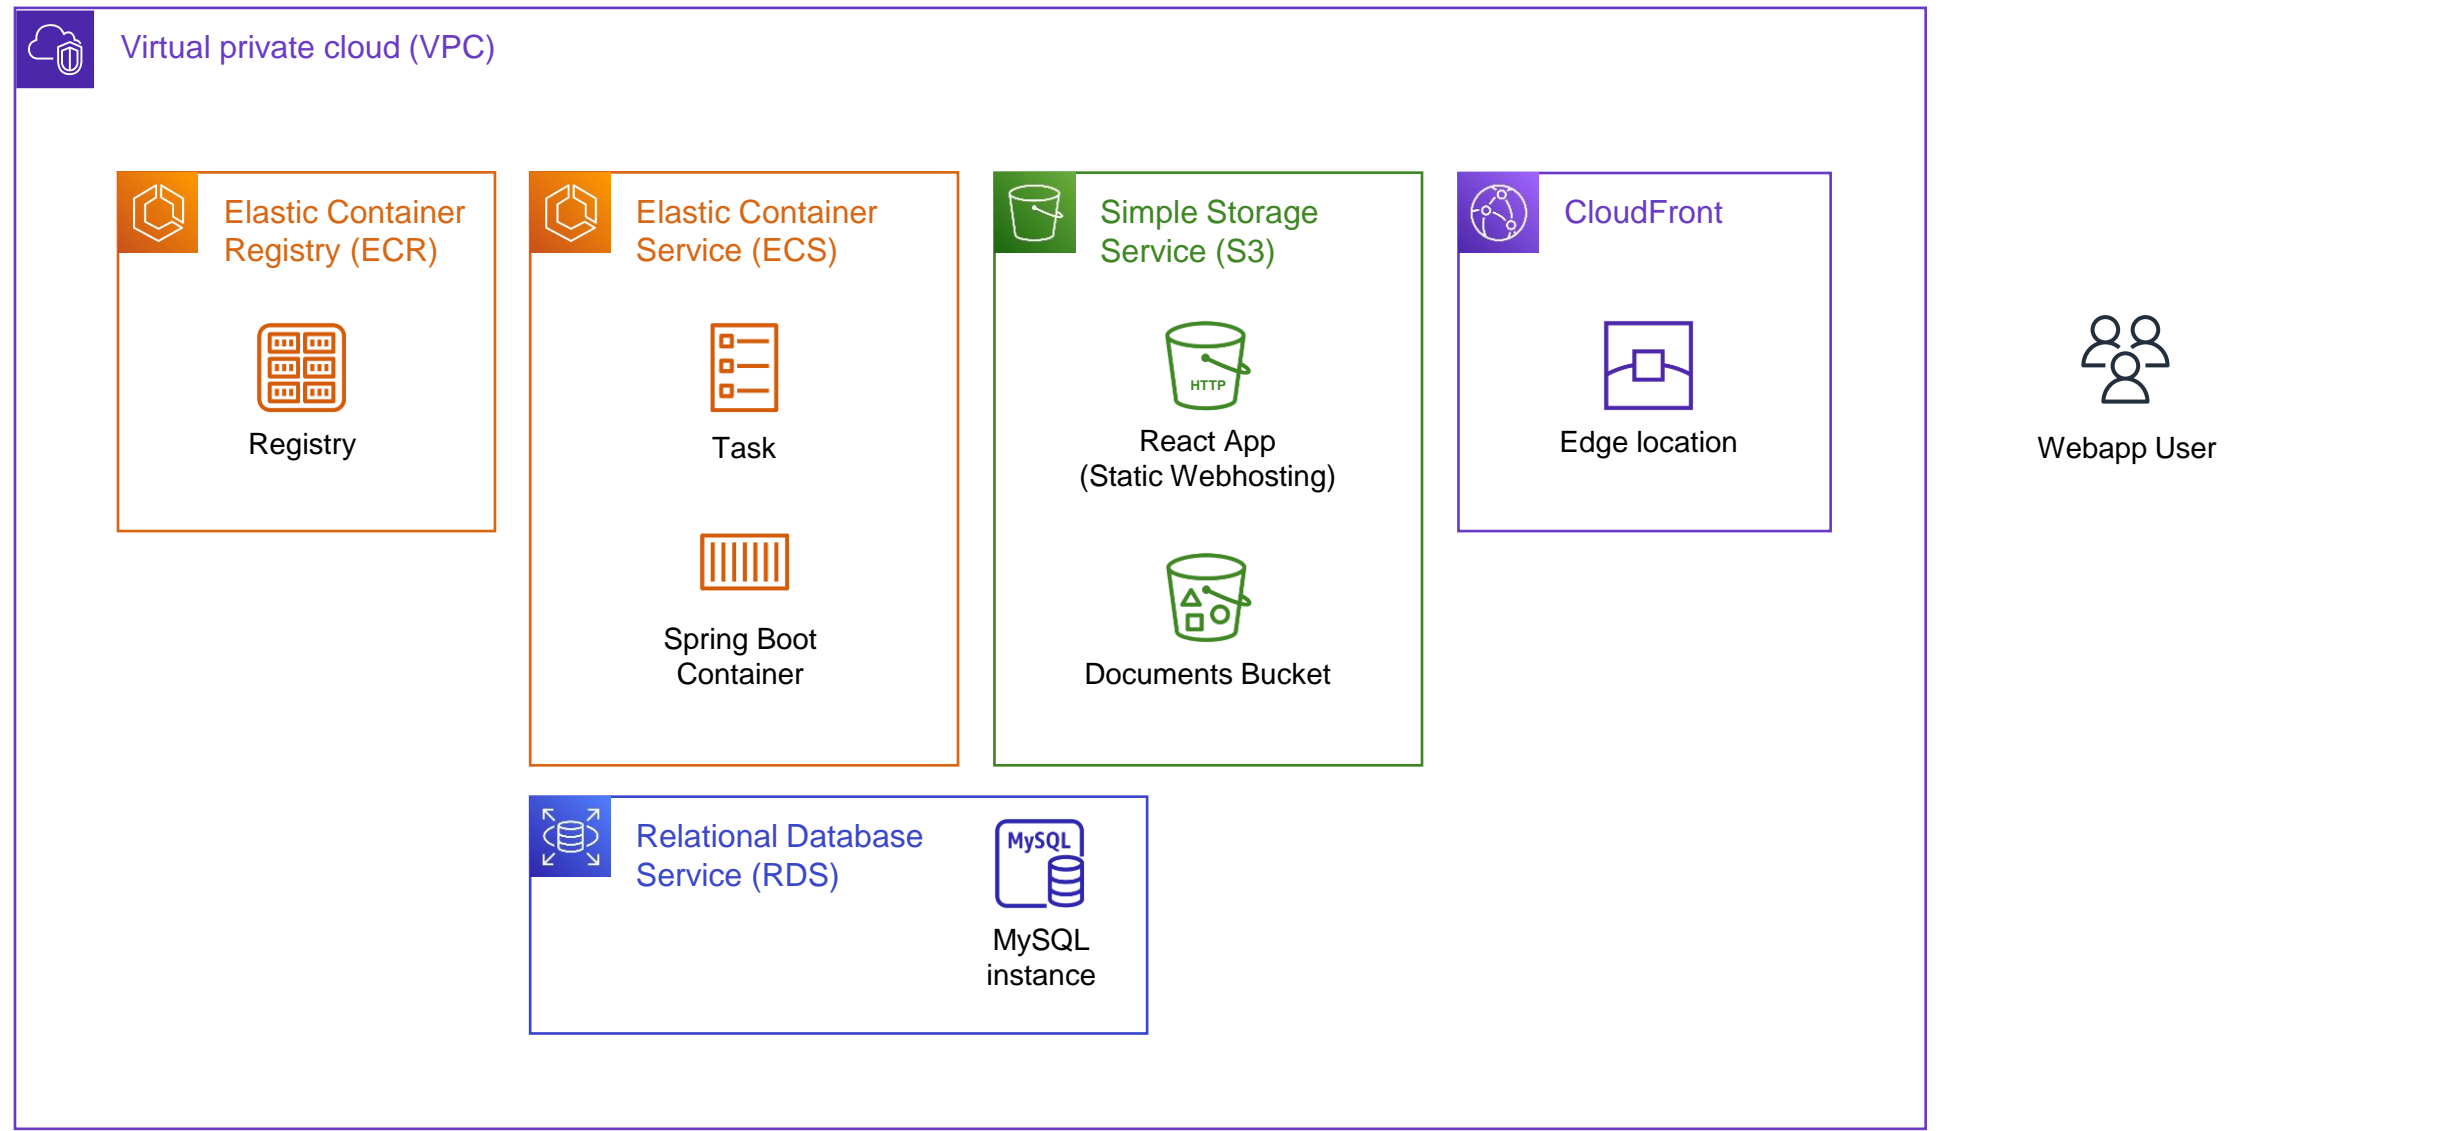 Virtual private cloud (VPC)
Elastic Container
Registry (ECR)
Registry
Elastic Container
Service (ECS)
Task
Spring Boot
Container
Simple Storage
Service (S3)
HTTP
React App
(Static Webhosting)
Documents Bucket
CloudFront
Edge location
Webapp User
Relational Database
Service (RDS)
MySQL
MySQL
instance